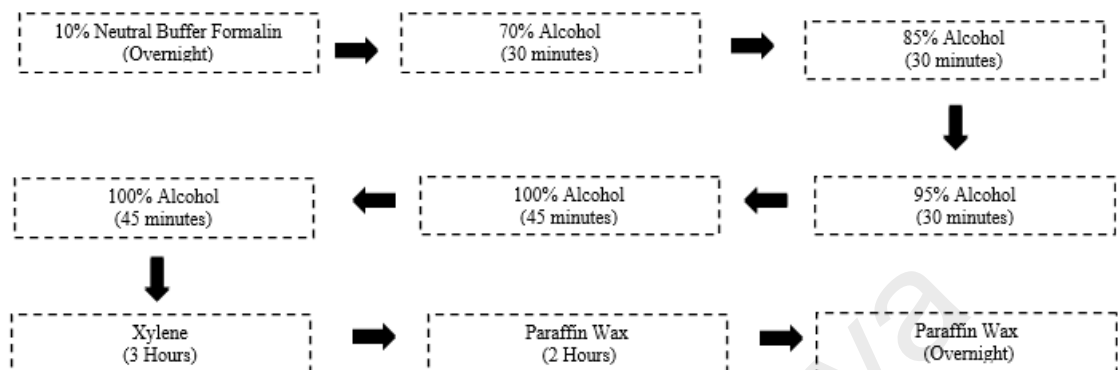 10% Neutral Buffer Formalin
(Overnight)
70% Alcohol
(30 minutes)
85% Alcohol
(30 minutes)
95% Alcohol
(30 minutes)
100% Alcohol
(45 minutes)
100% Alcohol
(45 minutes)
Xylene
(3 Hours)
Paraffin Wax
(2 Hours)
Paraffin Wax
(Overnight)